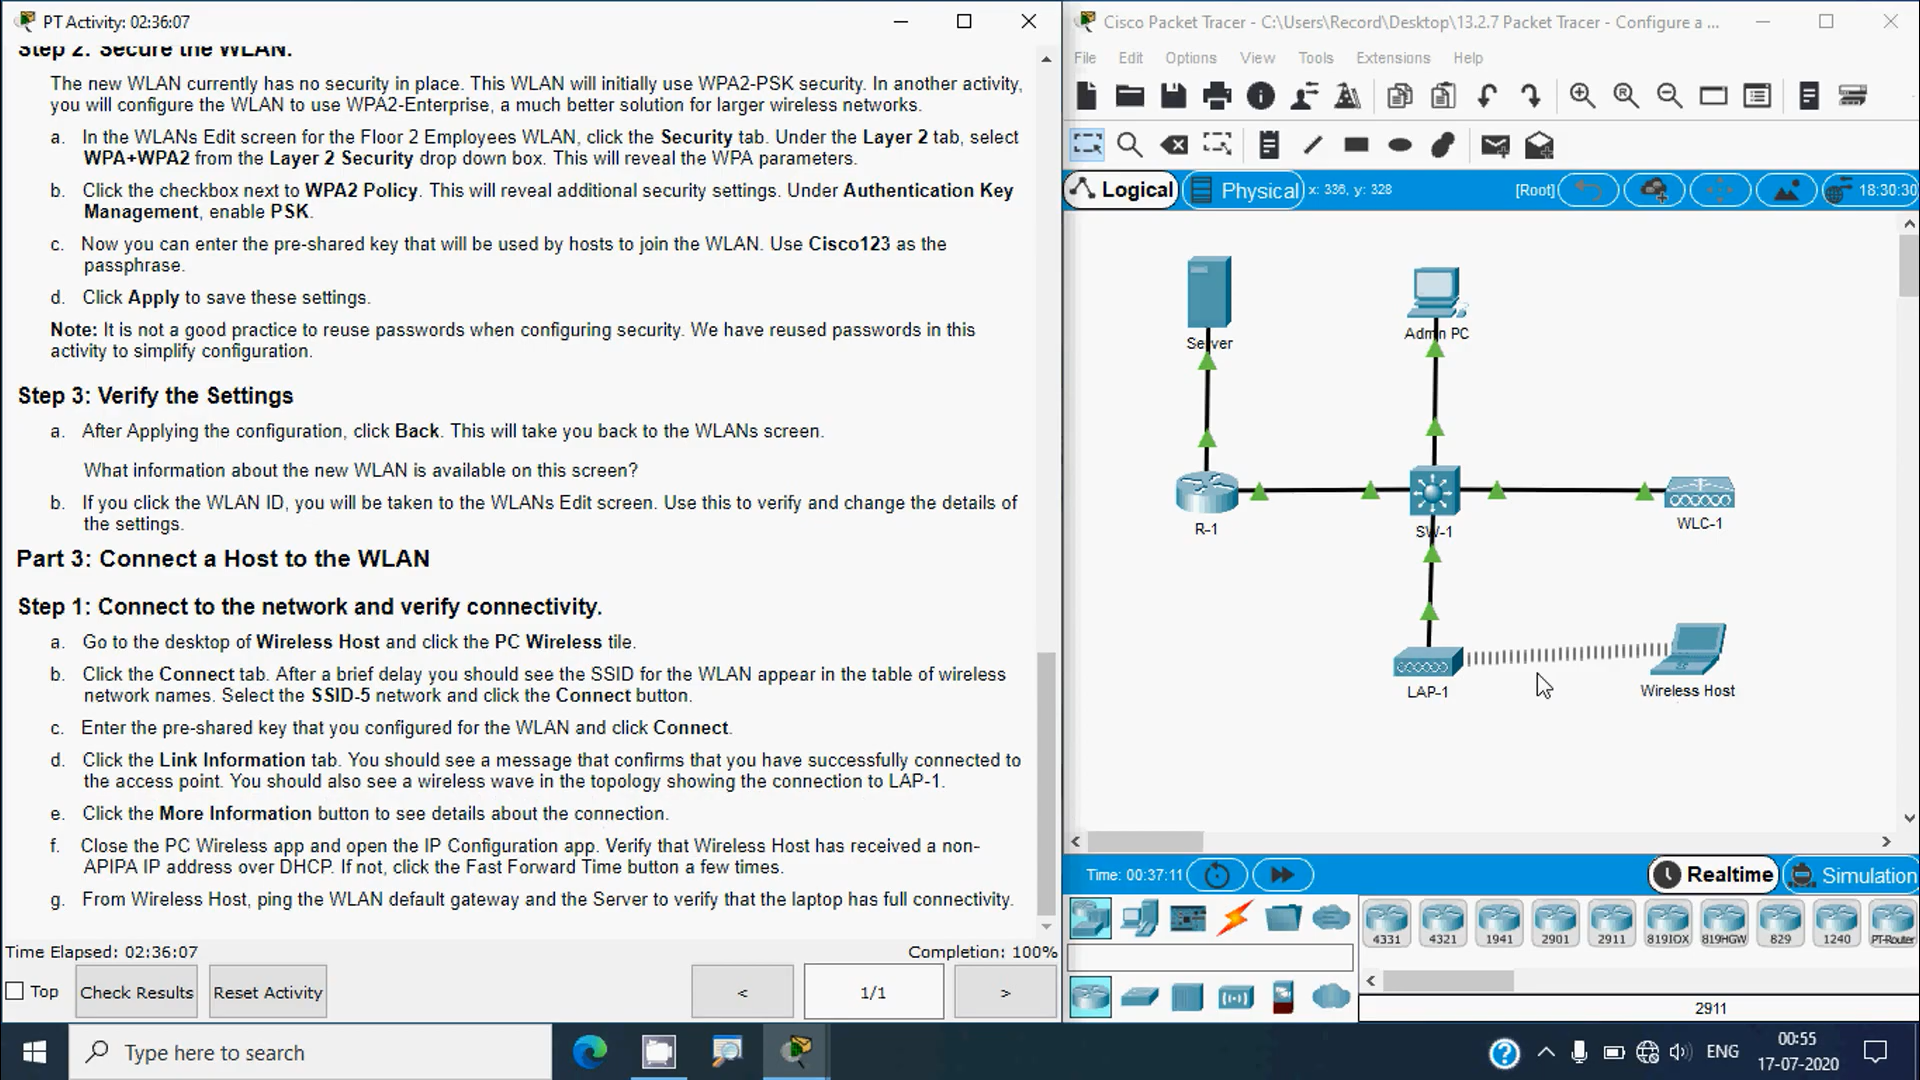 PT Activity: 02:36:07
Step 2: Secure the WLAN.
The new WLAN currently has no security in place. This WLAN will initially use WPA2-PSK security. In another activity,
you will configure the WLAN to use WPA2-Enterprise, a much better solution for larger wireless networks.
a. In the WLANs Edit screen for the Floor 2 Employees WLAN, click the Security tab. Under the Layer 2 tab, select
WPA+WPA2 from the Layer 2 Security drop down box. This will reveal the WPA parameters.
b. Click the checkbox next to WPA2 Policy. This will reveal additional security settings. Under Authentication Key
Management, enable PSK.
c. Now you can enter the pre-shared key that will be used by hosts to join the WLAN. Use Cisco123 as the
passphrase.
d. Click Apply to save these settings.
Note: It is not a good practice to reuse passwords when configuring security. We have reused passwords in this
activity to simplify configuration.
Step 3: Verify the Settings
a. After Applying the configuration, click Back. This will take you back to the WLANs screen.
What information about the new WLAN is available on this screen?
b. If you click the WLAN ID, you will be taken to the WLANs Edit screen. Use this to verify and change the details of
the settings.
Part 3: Connect a Host to the WLAN
Step 1: Connect to the network and verify connectivity.
a. Go to the desktop of Wireless Host and click the PC Wireless tile.
b. Click the Connect tab. After a brief delay you should see the SSID for the WLAN appear in the table of wireless
network names. Select the SSID-5 network and click the Connect button.
c. Enter the pre-shared key that you configured for the WLAN and click Connect.
d. Click the Link Information tab. You should see a message that confirms that you have successfully connected to
the access point. You should also see a wireless wave in the topology showing the connection to LAP-1.
e. Click the More Information button to see details about the connection.
f. Close the PC Wireless app and open the IP Configuration app. Verify that Wireless Host has received a non-
APIPA IP address over DHCP. If not, click the Fast Forward Time button a few times.
g. From Wireless Host, ping the WLAN default gateway and the Server to verify that the laptop has full connectivity.
Time Elapsed: 02:36:07
Completion: 100%
Top
Check Results
Reset Activity
<
1/1
>
Cisco Packet Tracer - C:\Users\Record\Desktop\13.2.7 Packet Tracer - Configure a ...
File Edit Options View Tools Extensions Help
Logical
Physical
x: 336, y: 328
[Root]
18:30:30
Server
Admin PC
R-1
SW-1
WLC-1
LAP-1
Wireless Host
Time: 00:37:11
Realtime
Simulation
4331 4321 1941 2901 2911 819IOX 819HGW 829 1240 PT-Router
2911
Type here to search
ENG
00:55
17-07-2020